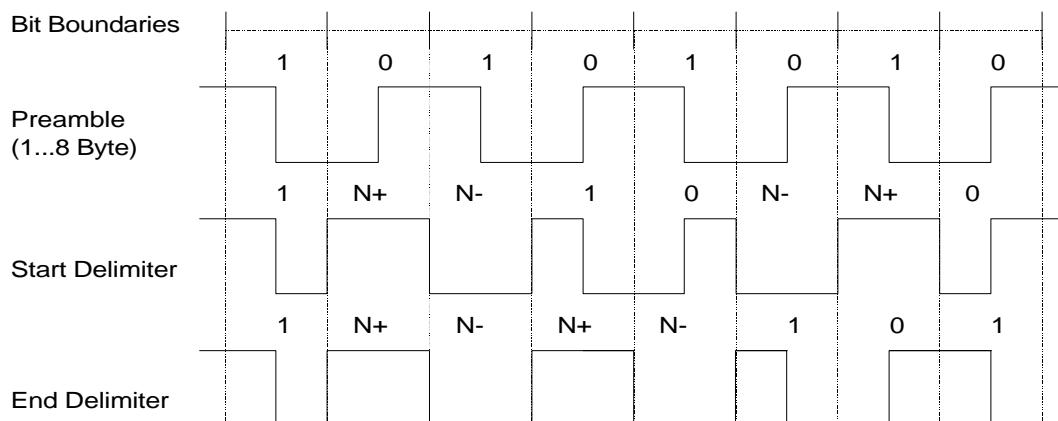 Bit Boundaries
1 0 1 0 1 0 1 0
Preamble
(1...8 Byte)
1 N+ N- 1 0 N- N+ 0
Start Delimiter
1 N+ N- N+ N- 1 0 1
End Delimiter